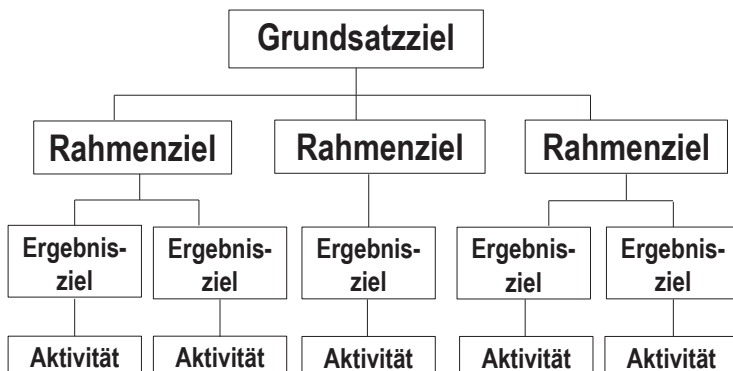 Grundsatzziel
Rahmenziel Rahmenziel Rahmenziel
Ergebnis- Ergebnis- Ergebnis- Ergebnis- Ergebnis-
ziel ziel ziel ziel ziel
Aktivität Aktivität Aktivität Aktivität Aktivität